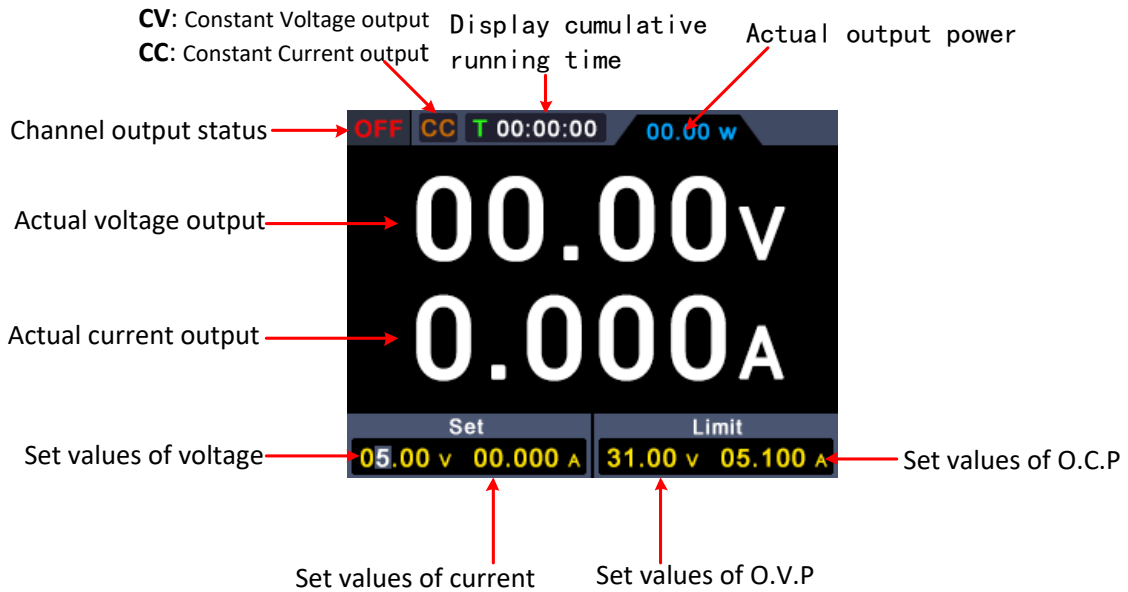 CV: Constant Voltage output
CC: Constant Current output
Display cumulative
running time
Actual output power
Channel output status
OFF CC T 00:00:00 00.00 W
Actual voltage output
00.00V
Actual current output
0.000A
Set
Limit
Set values of voltage
05.00 V 00.000 A
31.00 V 05.100 A
Set values of O.C.P
Set values of current
Set values of O.V.P